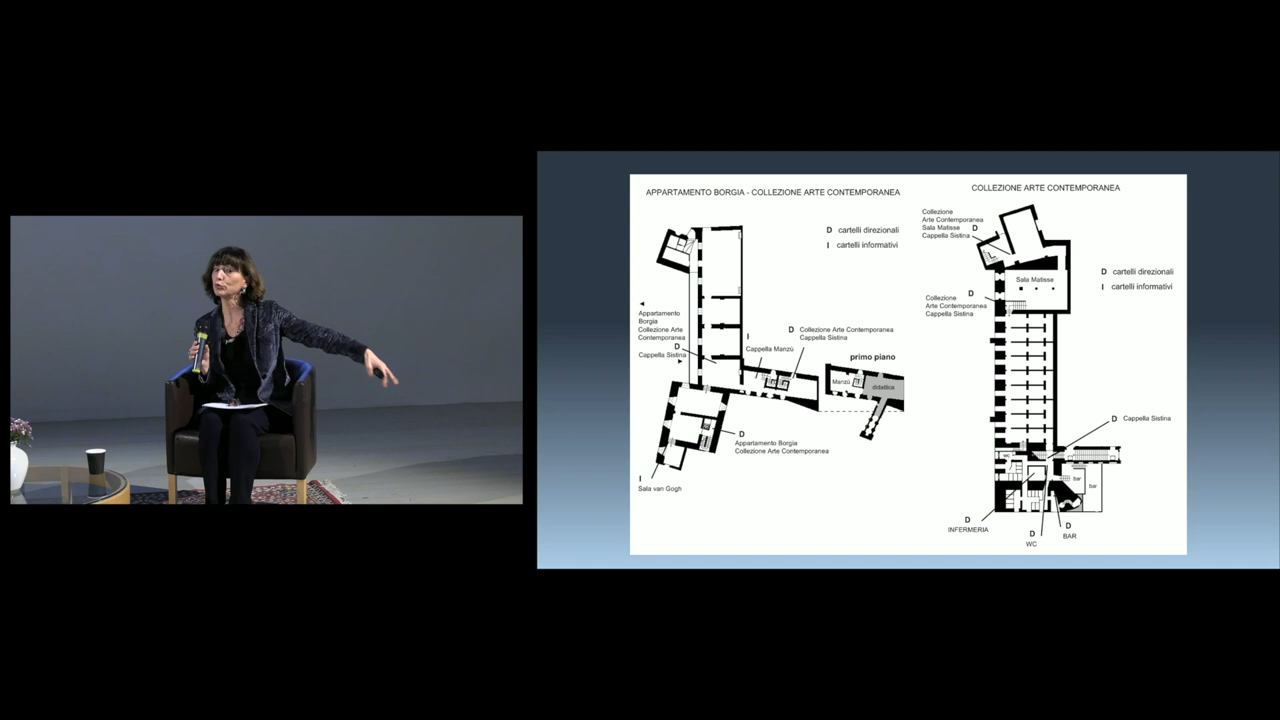 APPARTAMENTO BORGIA - COLLEZIONE ARTE CONTEMPORANEA
D cartelli direzionali
I cartelli informativi
Appartamento
Borgia
Collezione Arte
Contemporanea
D
Cappella Sistina
I
Cappella Manzù
D Collezione Arte Contemporanea
Cappella Sistina
primo piano
Manzù
didattica
D
Appartamento Borgia
Collezione Arte Contemporanea
I
Sala van Gogh
COLLEZIONE ARTE CONTEMPORANEA
Collezione
Arte Contemporanea
Sala Matisse D
Cappella Sistina
D cartelli direzionali
I cartelli informativi
Sala Matisse
D
Collezione
Arte Contemporanea
Cappella Sistina
D Cappella Sistina
WC
bar
bar
D
INFERMERIA
D
WC
D
BAR